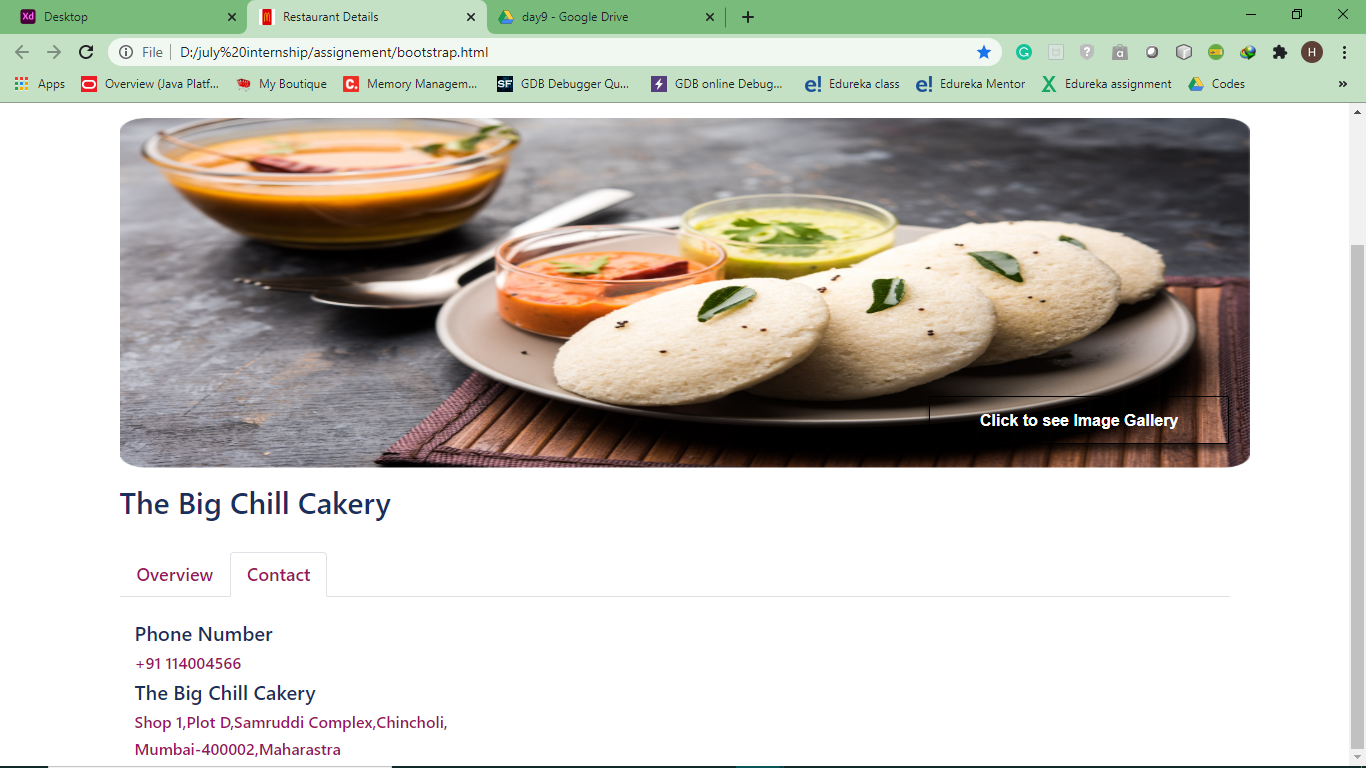 Xd Desktop
Restaurant Details
day9 - Google Drive
File
D:/july%20internship/assignement/bootstrap.html
H
Apps
Overview (Java Platf...
My Boutique
C.
Memory Managem...
SF
GDB Debugger Qu...
GDB online Debug...
e!
Edureka class
e!
Edureka Mentor
X
Edureka assignment
Codes
»
Click to see Image Gallery
The Big Chill Cakery
Overview
Contact
Phone Number
+91 114004566
The Big Chill Cakery
Shop 1,Plot D,Samruddi Complex,Chincholi,
Mumbai-400002,Maharastra